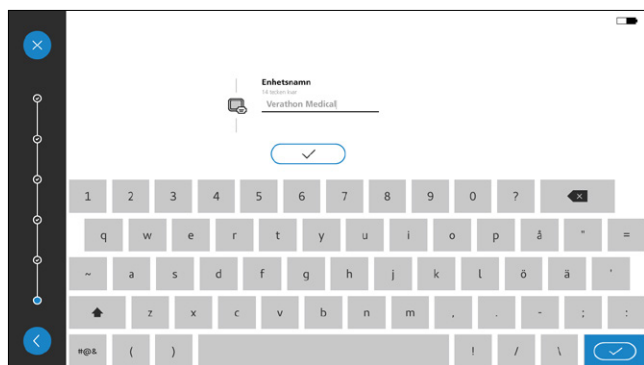 Enhetsnamn
14 tecken kvar
Verathon Medical
1 2 3 4 5 6 7 8 9 0 ?
q w e r t y u i o p å " =
~ a s d f g h j k l ö ä '
z x c v b n m , . - ; :
#@& ( ) ! / \